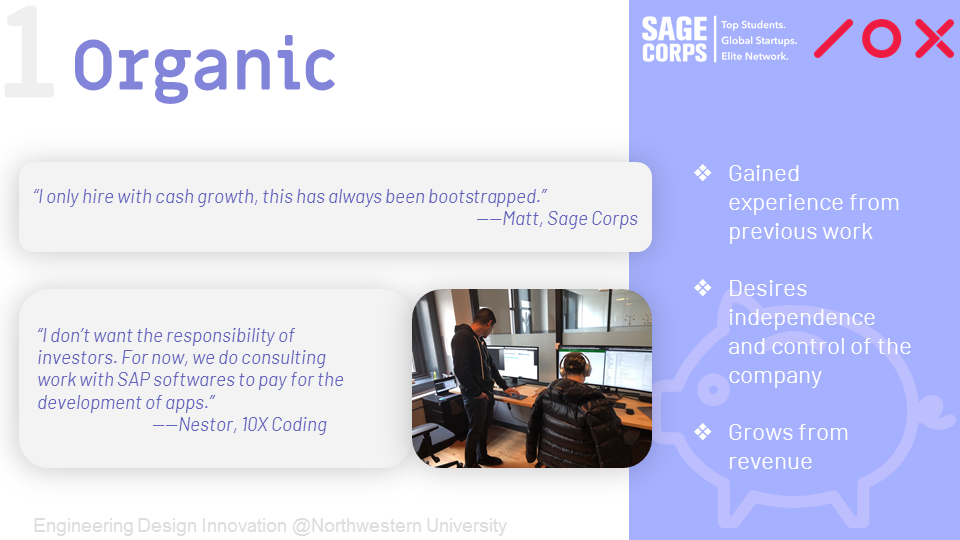 1 Organic
SAGE
CORPS
Top Students.
Global Startups.
Elite Network.
/OX
“I only hire with cash growth, this has always been bootstrapped.”
——Matt, Sage Corps
“I don’t want the responsibility of
investors. For now, we do consulting
work with SAP softwares to pay for the
development of apps.”
——Nestor, 10X Coding
❖ Gained
experience from
previous work
❖ Desires
independence
and control of the
company
❖ Grows from
revenue
Engineering Design Innovation @Northwestern University